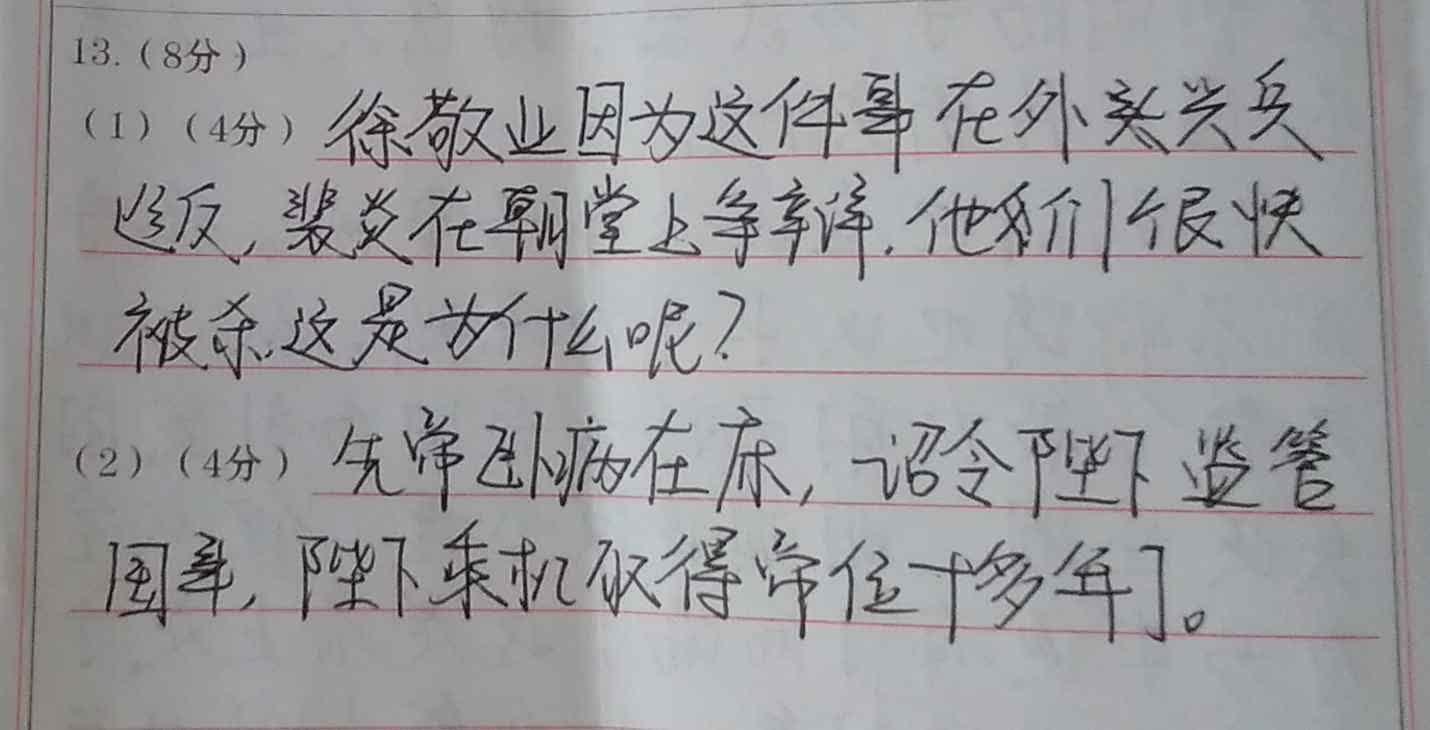 13.（8分）
（1）（4分）徐敬业因为这件事在外头兴兵
造反，裴炎在朝堂上争辩，他们很快
被杀，这是为什么呢？
（2）（4分）先帝卧病在床，诏令陛下监管
国事，陛下乘机取得帝位十多年了。